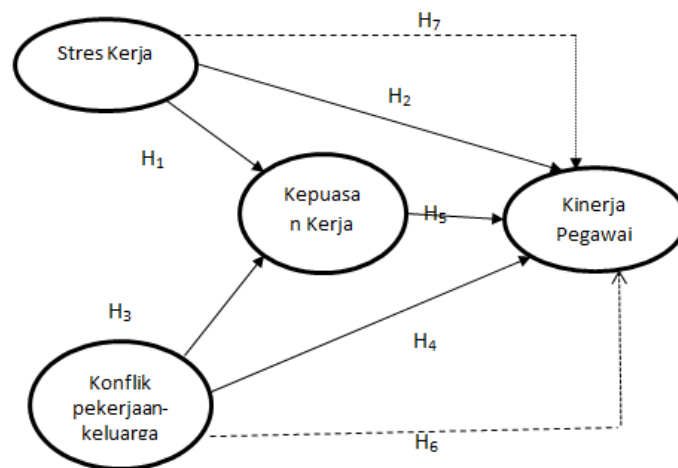 H7
Stres Kerja
H2
H1
Kepuasa
n Kerja
H5
Kinerja
Pegawai
H3
H4
Konflik
pekerjaan-
keluarga
H6